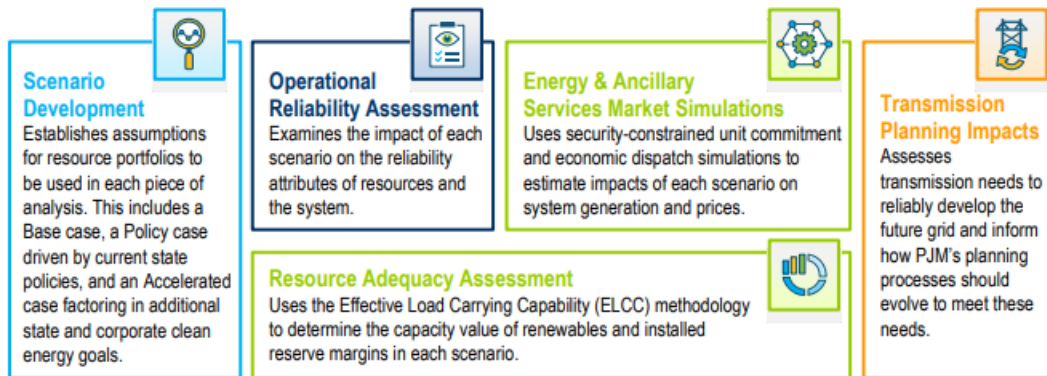 Scenario
Development
Establishes assumptions
for resource portfolios to
be used in each piece of
analysis. This includes a
Base case, a Policy case
driven by current state
policies, and an Accelerated
case factoring in additional
state and corporate clean
energy goals.
Operational
Reliability Assessment
Examines the impact of each
scenario on the reliability
attributes of resources and
the system.
Energy & Ancillary
Services Market Simulations
Uses security-constrained unit commitment
and economic dispatch simulations to
estimate impacts of each scenario on
system generation and prices.
Resource Adequacy Assessment
Uses the Effective Load Carrying Capability (ELCC) methodology
to determine the capacity value of renewables and installed
reserve margins in each scenario.
Transmission
Planning Impacts
Assesses
transmission needs to
reliably develop the
future grid and inform
how PJM's planning
processes should
evolve to meet these
needs.